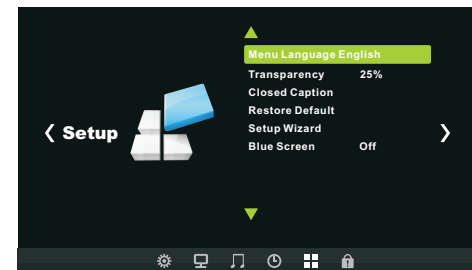 Setup
Menu Language English
Transparency 25%
Closed Caption
Restore Default
Setup Wizard
Blue Screen Off